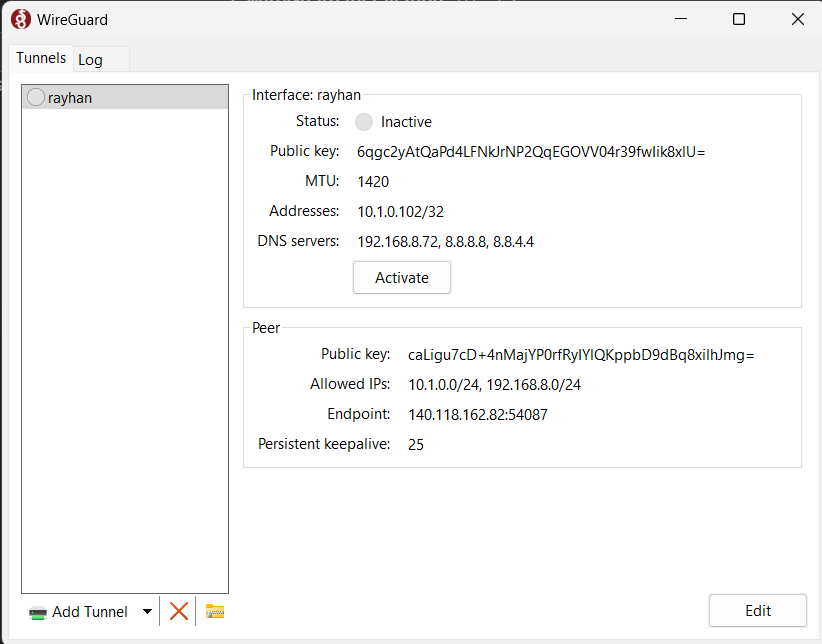 WireGuard
Tunnels Log
rayhan
Interface: rayhan
Status: Inactive
Public key: 6qgc2yAtQaPd4LFNkJrNP2QqEGOVV04r39fwIik8xIU=
MTU: 1420
Addresses: 10.1.0.102/32
DNS servers: 192.168.8.72, 8.8.8.8, 8.8.4.4
Activate
Peer
Public key: caLigu7cD+4nMajYP0rfRyIYlQKppbD9dBq8xiIhJmg=
Allowed IPs: 10.1.0.0/24, 192.168.8.0/24
Endpoint: 140.118.162.82:54087
Persistent keepalive: 25
Add Tunnel
Edit